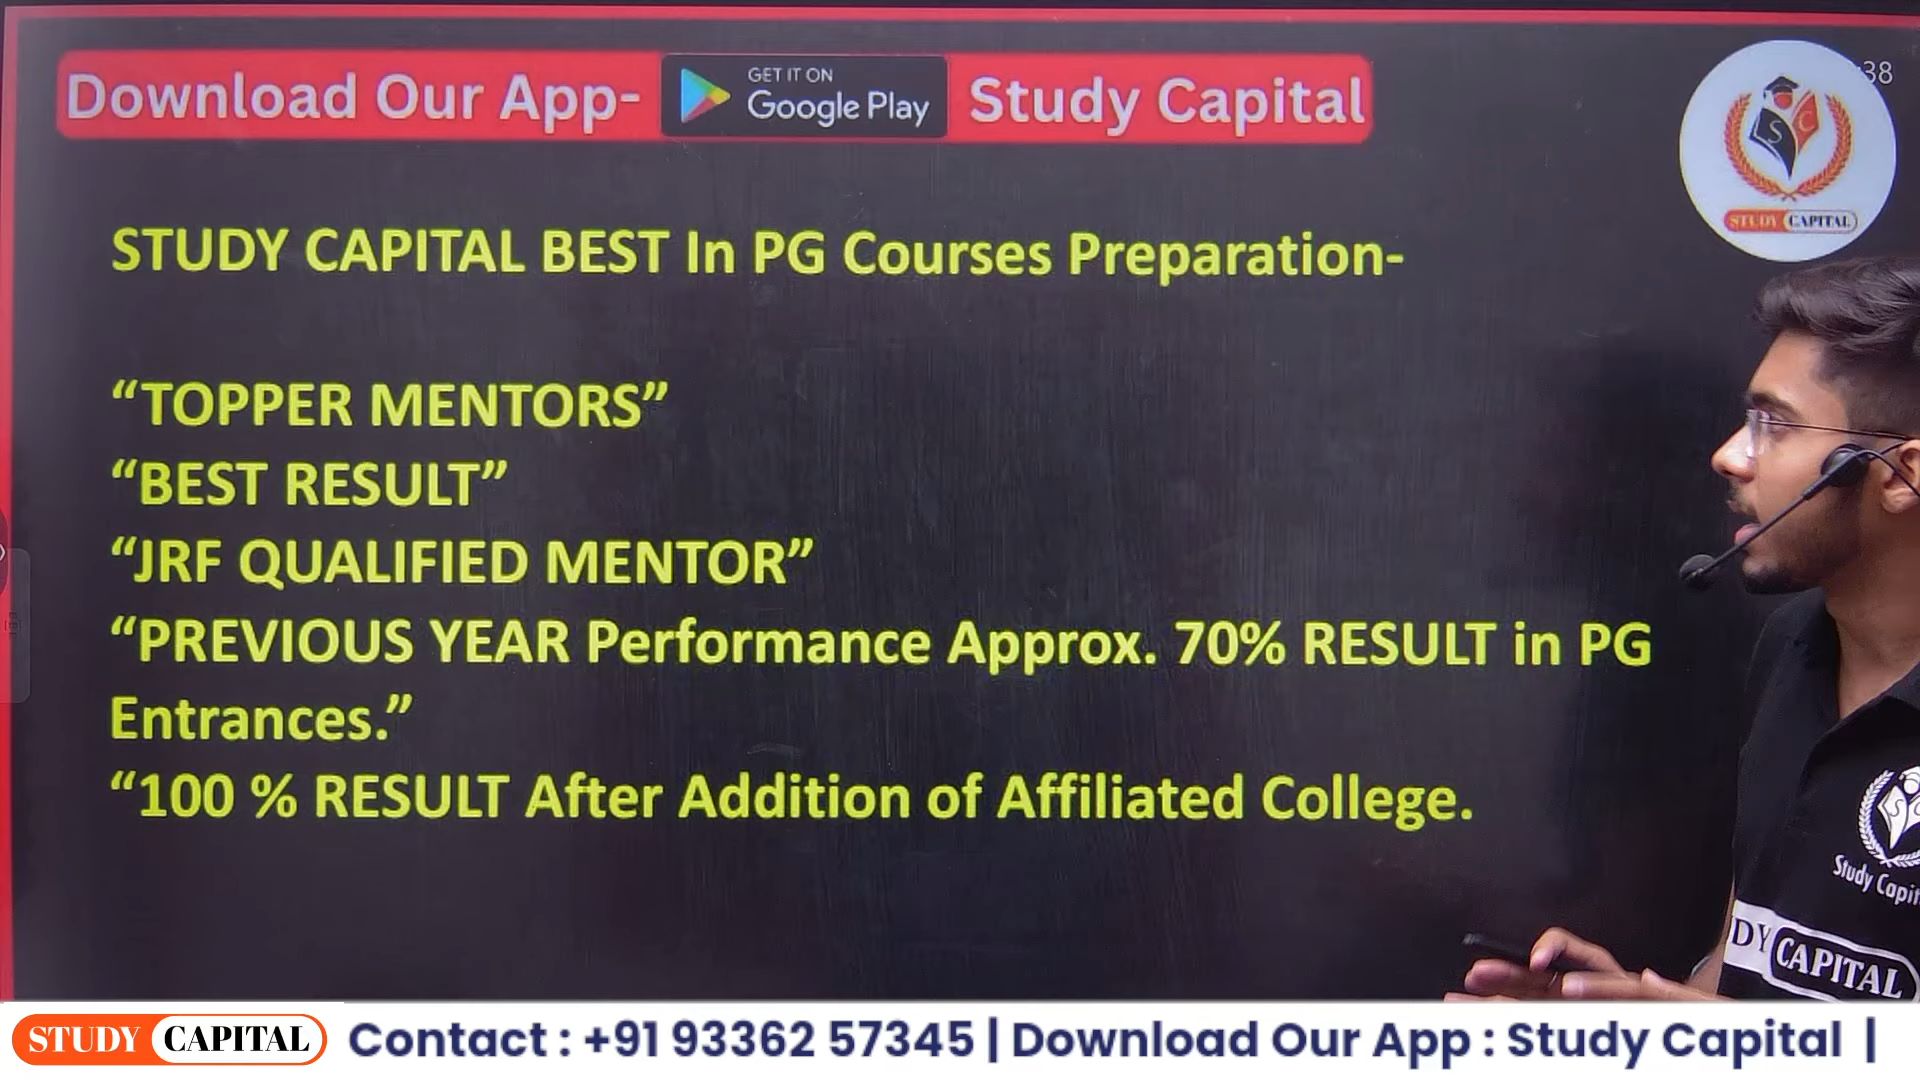 Download Our App- GET IT ON Google Play Study Capital
:38
S C
STUDY CAPITAL
STUDY CAPITAL BEST In PG Courses Preparation-
“TOPPER MENTORS”
“BEST RESULT”
“JRF QUALIFIED MENTOR”
“PREVIOUS YEAR Performance Approx. 70% RESULT in PG
Entrances.”
“100 % RESULT After Addition of Affiliated College.
Study Capit
DY CAPITAL
STUDY CAPITAL Contact : +91 93362 57345 | Download Our App : Study Capital |